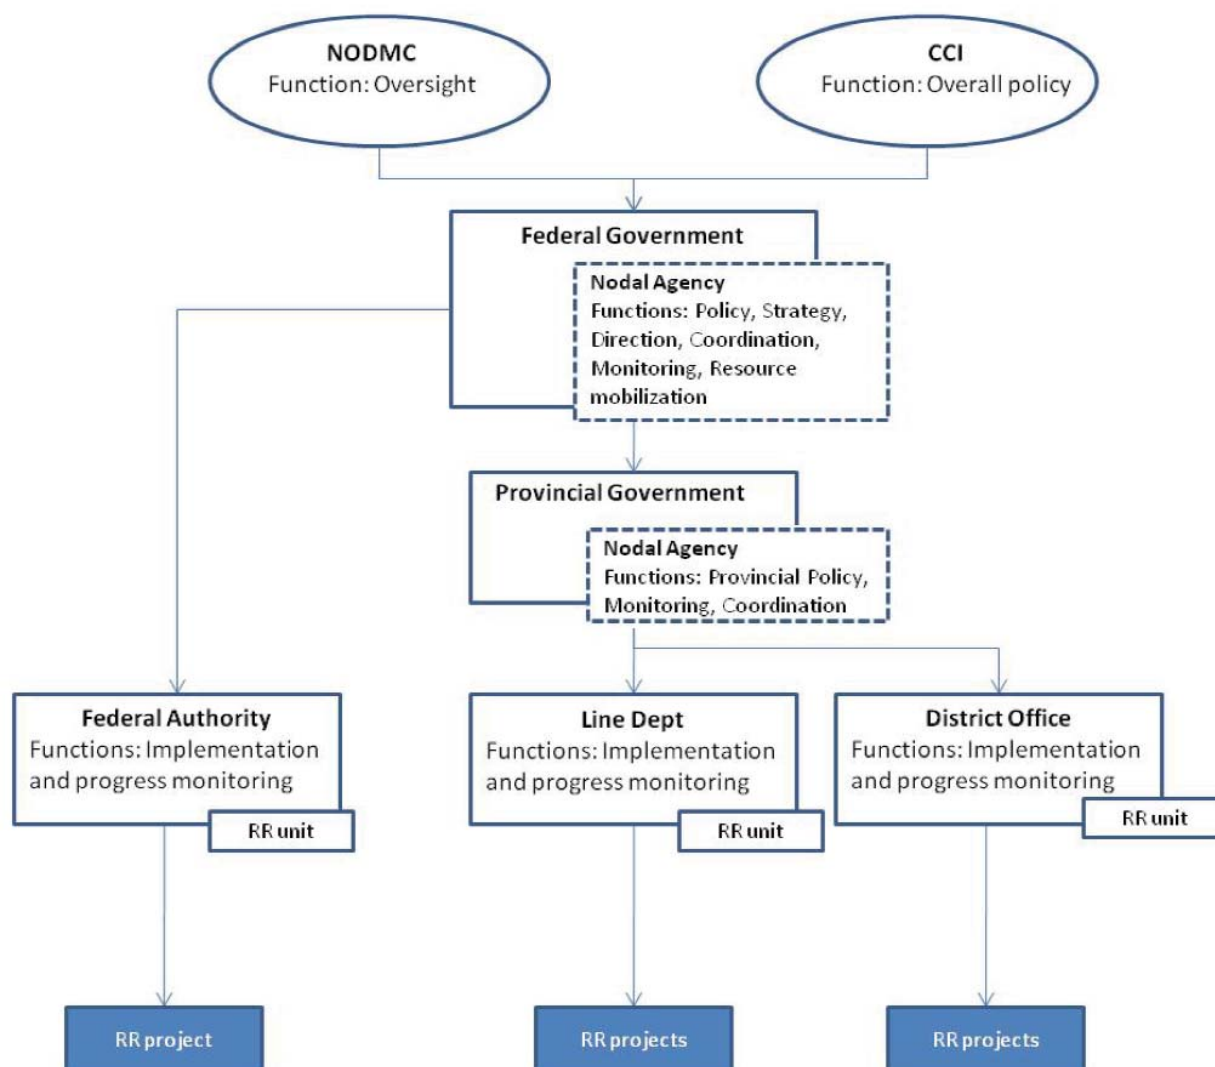 NODMC
Function: Oversight
CCI
Function: Overall policy
Federal Government
Nodal Agency
Functions: Policy, Strategy,
Direction, Coordination,
Monitoring, Resource
mobilization
Provincial Government
Nodal Agency
Functions: Provincial Policy,
Monitoring, Coordination
Federal Authority
Functions: Implementation
and progress monitoring
RR unit
Line Dept
Functions: Implementation
and progress monitoring
RR unit
District Office
Functions: Implementation
and progress monitoring
RR unit
RR project
RR projects
RR projects